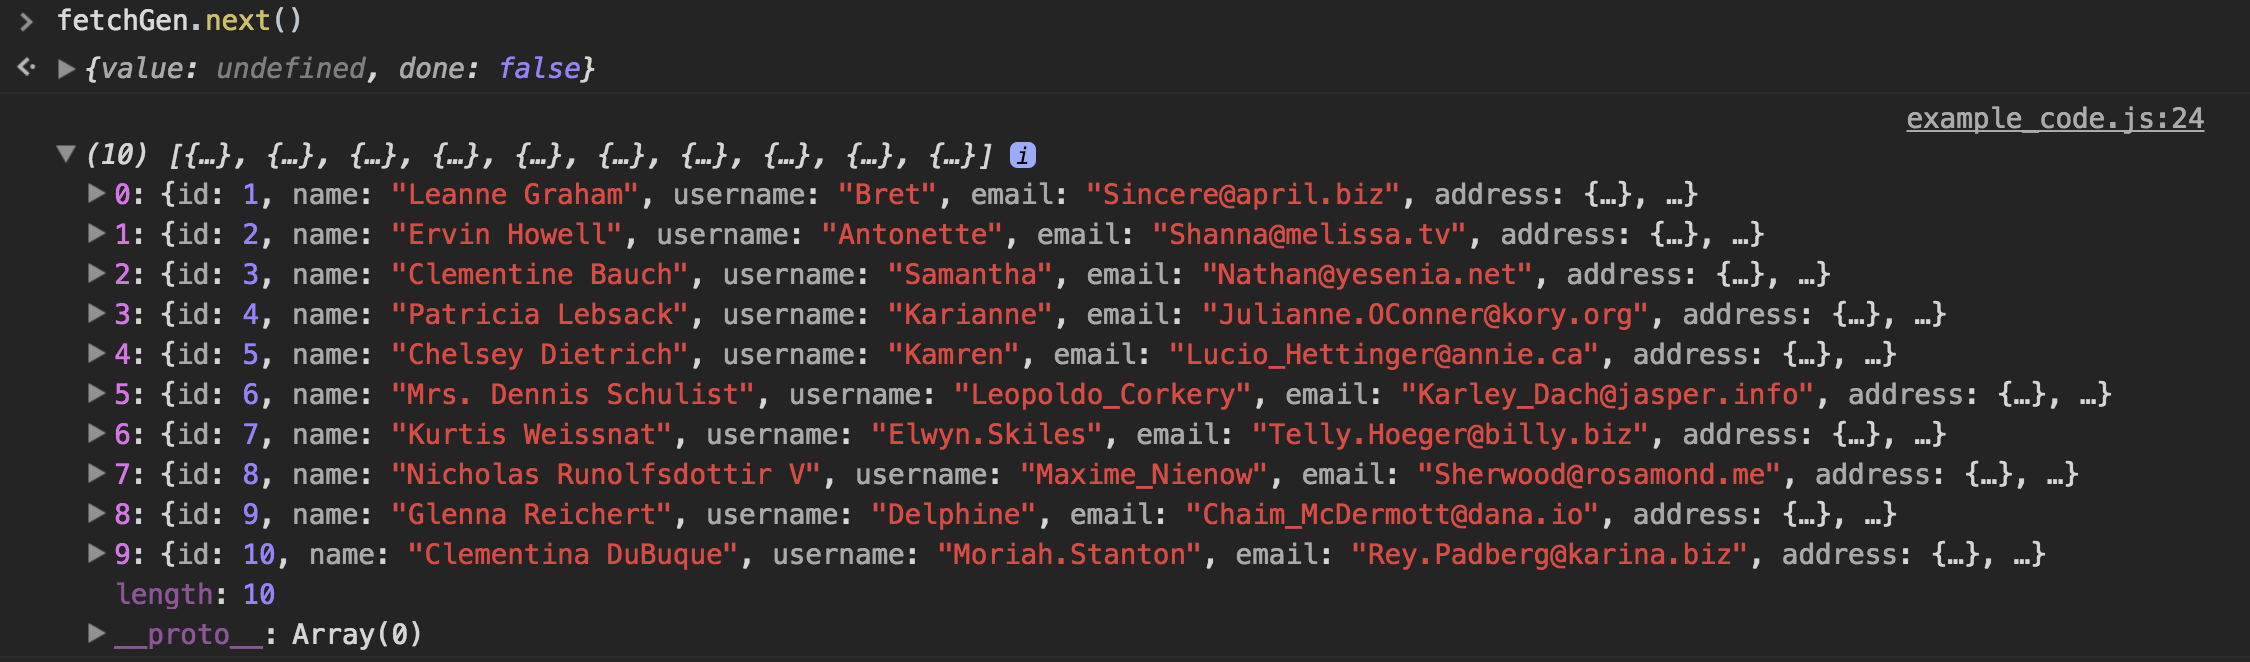 > fetchGen.next()
<· ▶{value: undefined, done: false}
example_code.js:24
▼(10) [{…}, {…}, {…}, {…}, {…}, {…}, {…}, {…}, {…}, {…}] i
▶0: {id: 1, name: "Leanne Graham", username: "Bret", email: "Sincere@april.biz", address: {…}, …}
▶1: {id: 2, name: "Ervin Howell", username: "Antonette", email: "Shanna@melissa.tv", address: {…}, …}
▶2: {id: 3, name: "Clementine Bauch", username: "Samantha", email: "Nathan@yesenia.net", address: {…}, …}
▶3: {id: 4, name: "Patricia Lebsack", username: "Karianne", email: "Julianne.OConner@kory.org", address: {…}, …}
▶4: {id: 5, name: "Chelsey Dietrich", username: "Kamren", email: "Lucio_Hettinger@annie.ca", address: {…}, …}
▶5: {id: 6, name: "Mrs. Dennis Schulist", username: "Leopoldo_Corkery", email: "Karley_Dach@jasper.info", address: {…}, …}
▶6: {id: 7, name: "Kurtis Weissnat", username: "Elwyn.Skiles", email: "Telly.Hoeger@billy.biz", address: {…}, …}
▶7: {id: 8, name: "Nicholas Runolfsdottir V", username: "Maxime_Nienow", email: "Sherwood@rosamond.me", address: {…}, …}
▶8: {id: 9, name: "Glenna Reichert", username: "Delphine", email: "Chaim_McDermott@dana.io", address: {…}, …}
▶9: {id: 10, name: "Clementina DuBuque", username: "Moriah.Stanton", email: "Rey.Padberg@karina.biz", address: {…}, …}
length: 10
▶__proto__: Array(0)